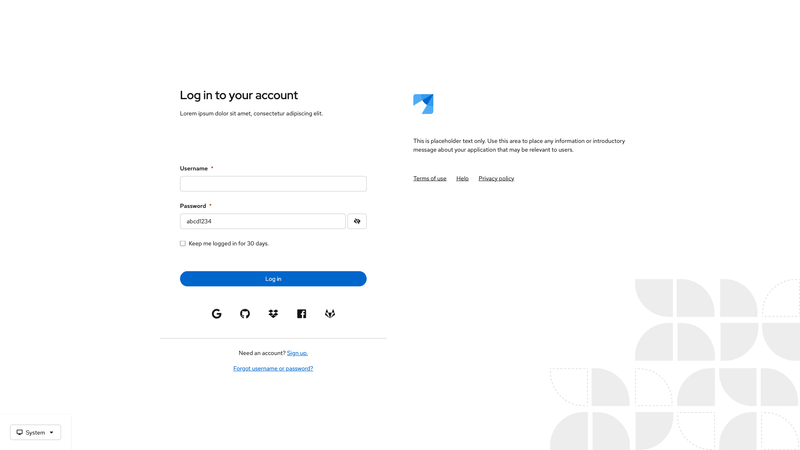 Log in to your account
Lorem ipsum dolor sit amet, consectetur adipiscing elit.
Username *
Password *
abcd1234
Keep me logged in for 30 days.
Log in
Need an account? Sign up.
Forgot username or password?
This is placeholder text only. Use this area to place any information or introductory
message about your application that may be relevant to users.
Terms of use Help Privacy policy
System